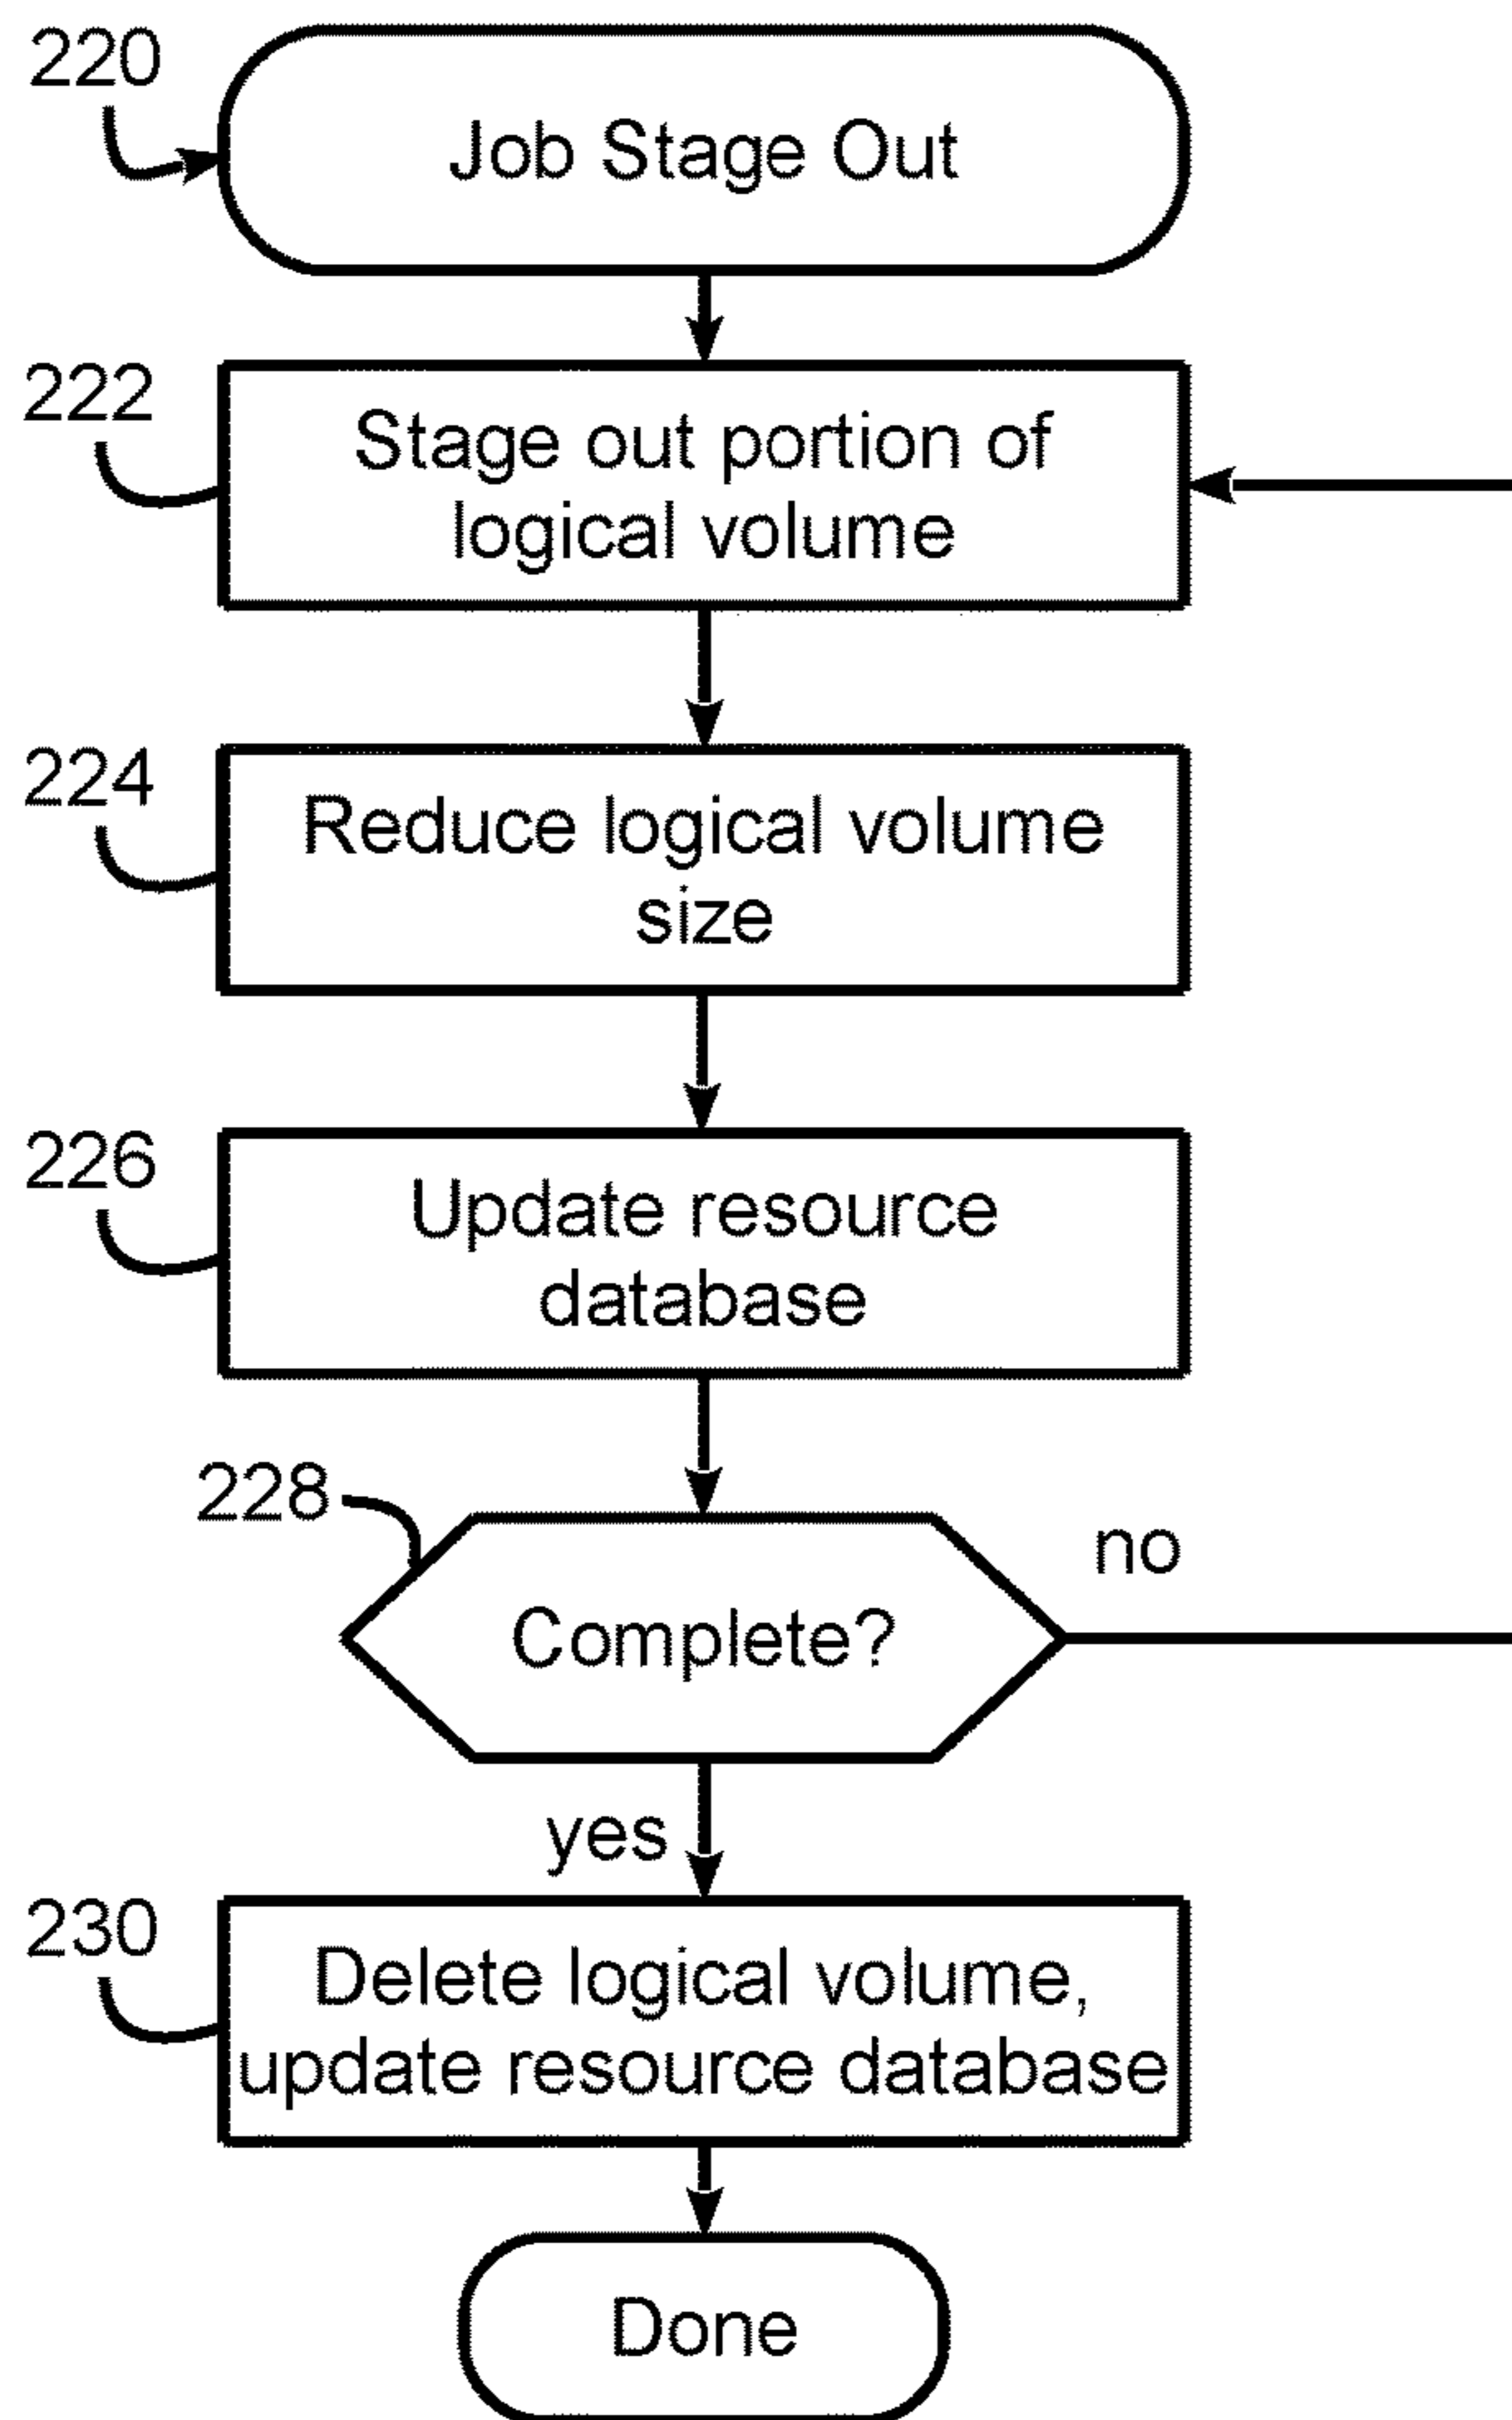 220
Job Stage Out
222
Stage out portion of
logical volume
224
Reduce logical volume
size
226
Update resource
database
228
Complete?
no
yes
230
Delete logical volume,
update resource database
Done